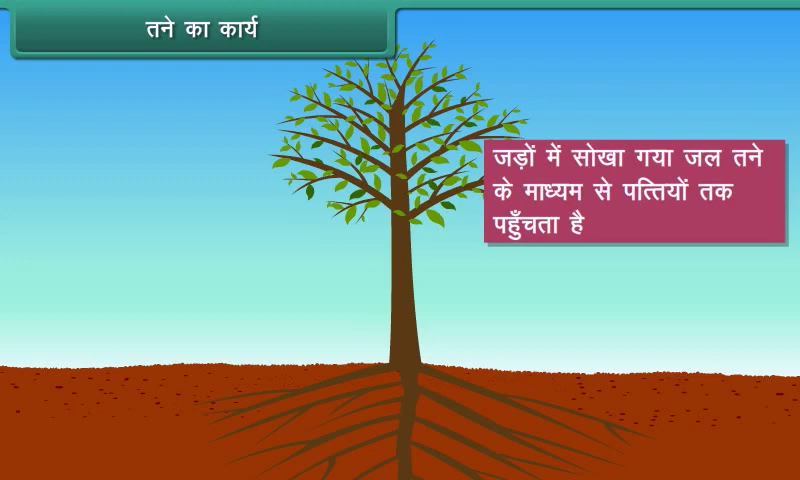 तने का कार्य
जड़ों में सोखा गया जल तने
के माध्यम से पत्तियों तक
पहुँचता है